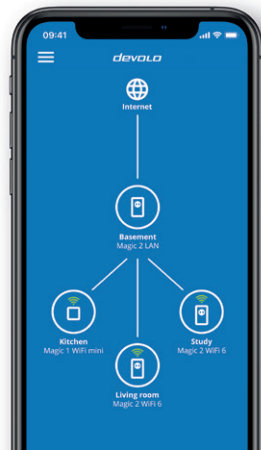 09:41
devolo
Internet
Basement
Magic 2 LAN
Kitchen
Magic 1 WiFi mini
Study
Magic 2 WiFi 6
Living room
Magic 2 WiFi 6